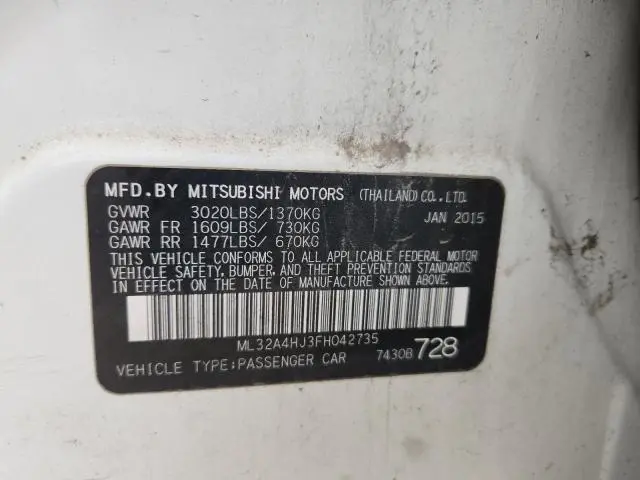 MFD.BY MITSUBISHI MOTORS (THAILAND) CO., LTD.
GVWR 3020LBS/1370KG JAN 2015
GAWR FR 1609LBS/ 730KG
GAWR RR 1477LBS/ 670KG
THIS VEHICLE CONFORMS TO ALL APPLICABLE FEDERAL MOTOR
VEHICLE SAFETY, BUMPER, AND THEFT PREVENTION STANDARDS
IN EFFECT ON THE DATE OF MANUFACTURE SHOWN ABOVE.
ML32A4HJ3FH042735
VEHICLE TYPE:PASSENGER CAR 7430B 728